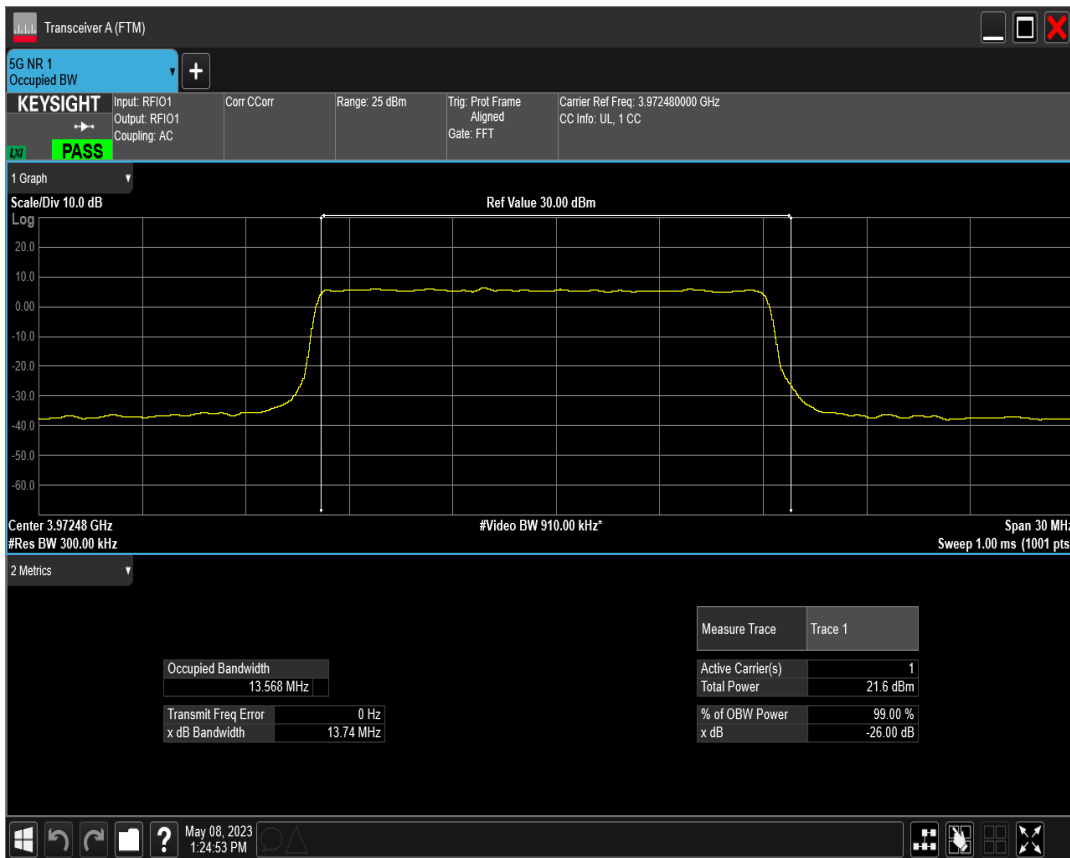 Transceiver A (FTM)
5G NR 1
Occupied BW
+
KEYSIGHT
LXI
PASS
Input: RFIO1
Output: RFIO1
Coupling: AC
Corr CCorr
Range: 25 dBm
Trig: Prot Frame
Aligned
Gate: FFT
Carrier Ref Freq: 3.972480000 GHz
CC Info: UL, 1 CC
1 Graph
Scale/Div 10.0 dB
Ref Value 30.00 dBm
Log
20.0
10.0
0.00
-10.0
-20.0
-30.0
-40.0
-50.0
-60.0
Center 3.97248 GHz
#Video BW 910.00 kHz*
Span 30 MHz
#Res BW 300.00 kHz
Sweep 1.00 ms (1001 pts
2 Metrics
Measure Trace Trace 1
Occupied Bandwidth
13.568 MHz
Active Carrier(s) 1
Total Power 21.6 dBm
Transmit Freq Error 0 Hz
x dB Bandwidth 13.74 MHz
% of OBW Power 99.00 %
x dB -26.00 dB
?
May 08, 2023
1:24:53 PM